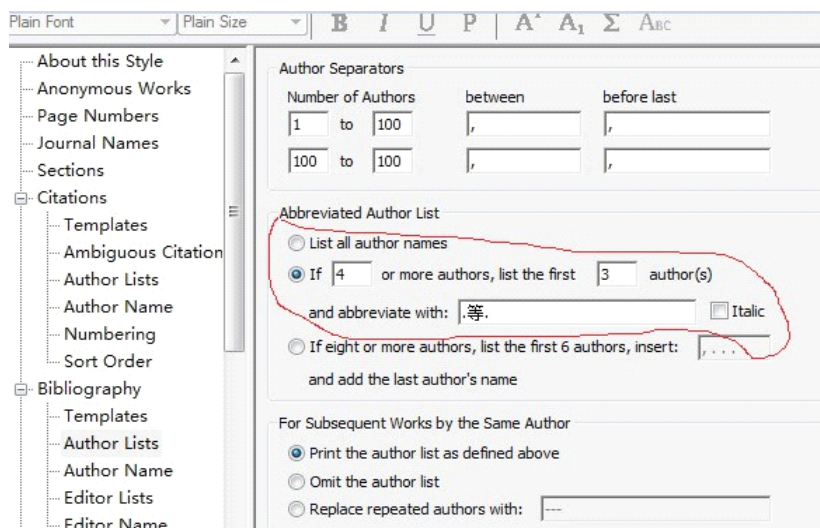 Plain Font Plain Size B I U P A¹ A₁ Σ ABC
About this Style
Anonymous Works
Page Numbers
Journal Names
Sections
Citations
Templates
Ambiguous Citation
Author Lists
Author Name
Numbering
Sort Order
Bibliography
Templates
Author Lists
Author Name
Editor Lists
Editor Name
Author Separators
Number of Authors between before last
1 to 100 , ,
100 to 100 , ,
Abbreviated Author List
List all author names
If 4 or more authors, list the first 3 author(s)
and abbreviate with: .等. Italic
If eight or more authors, list the first 6 authors, insert: , . . .
and add the last author's name
For Subsequent Works by the Same Author
Print the author list as defined above
Omit the author list
Replace repeated authors with: ---